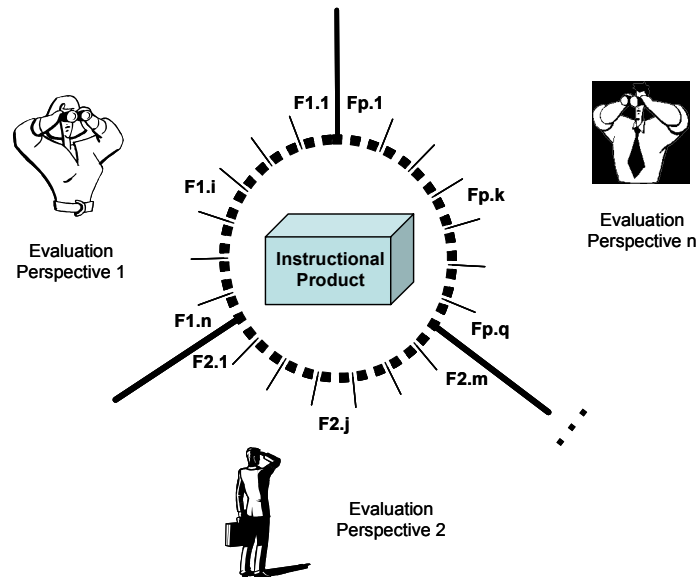 F1.1
Fp.1
F1.i
Fp.k
Evaluation
Perspective 1
Instructional
Product
Evaluation
Perspective n
F1.n
Fp.q
F2.1
F2.m
F2.j
Evaluation
Perspective 2